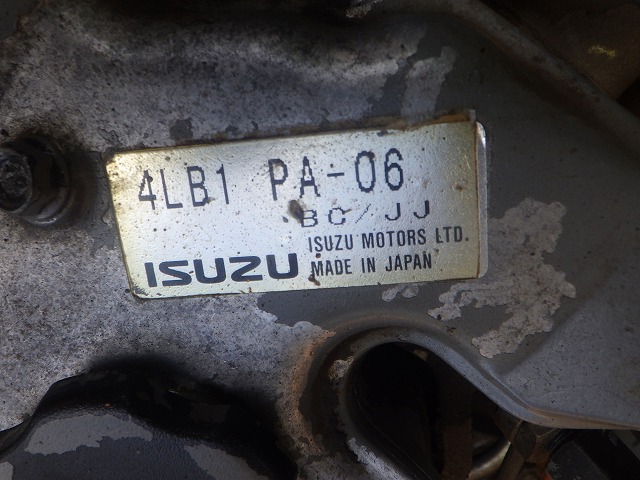 4LB1 PA-06
BC/JJ
ISUZU MOTORS LTD.
ISUZU MADE IN JAPAN